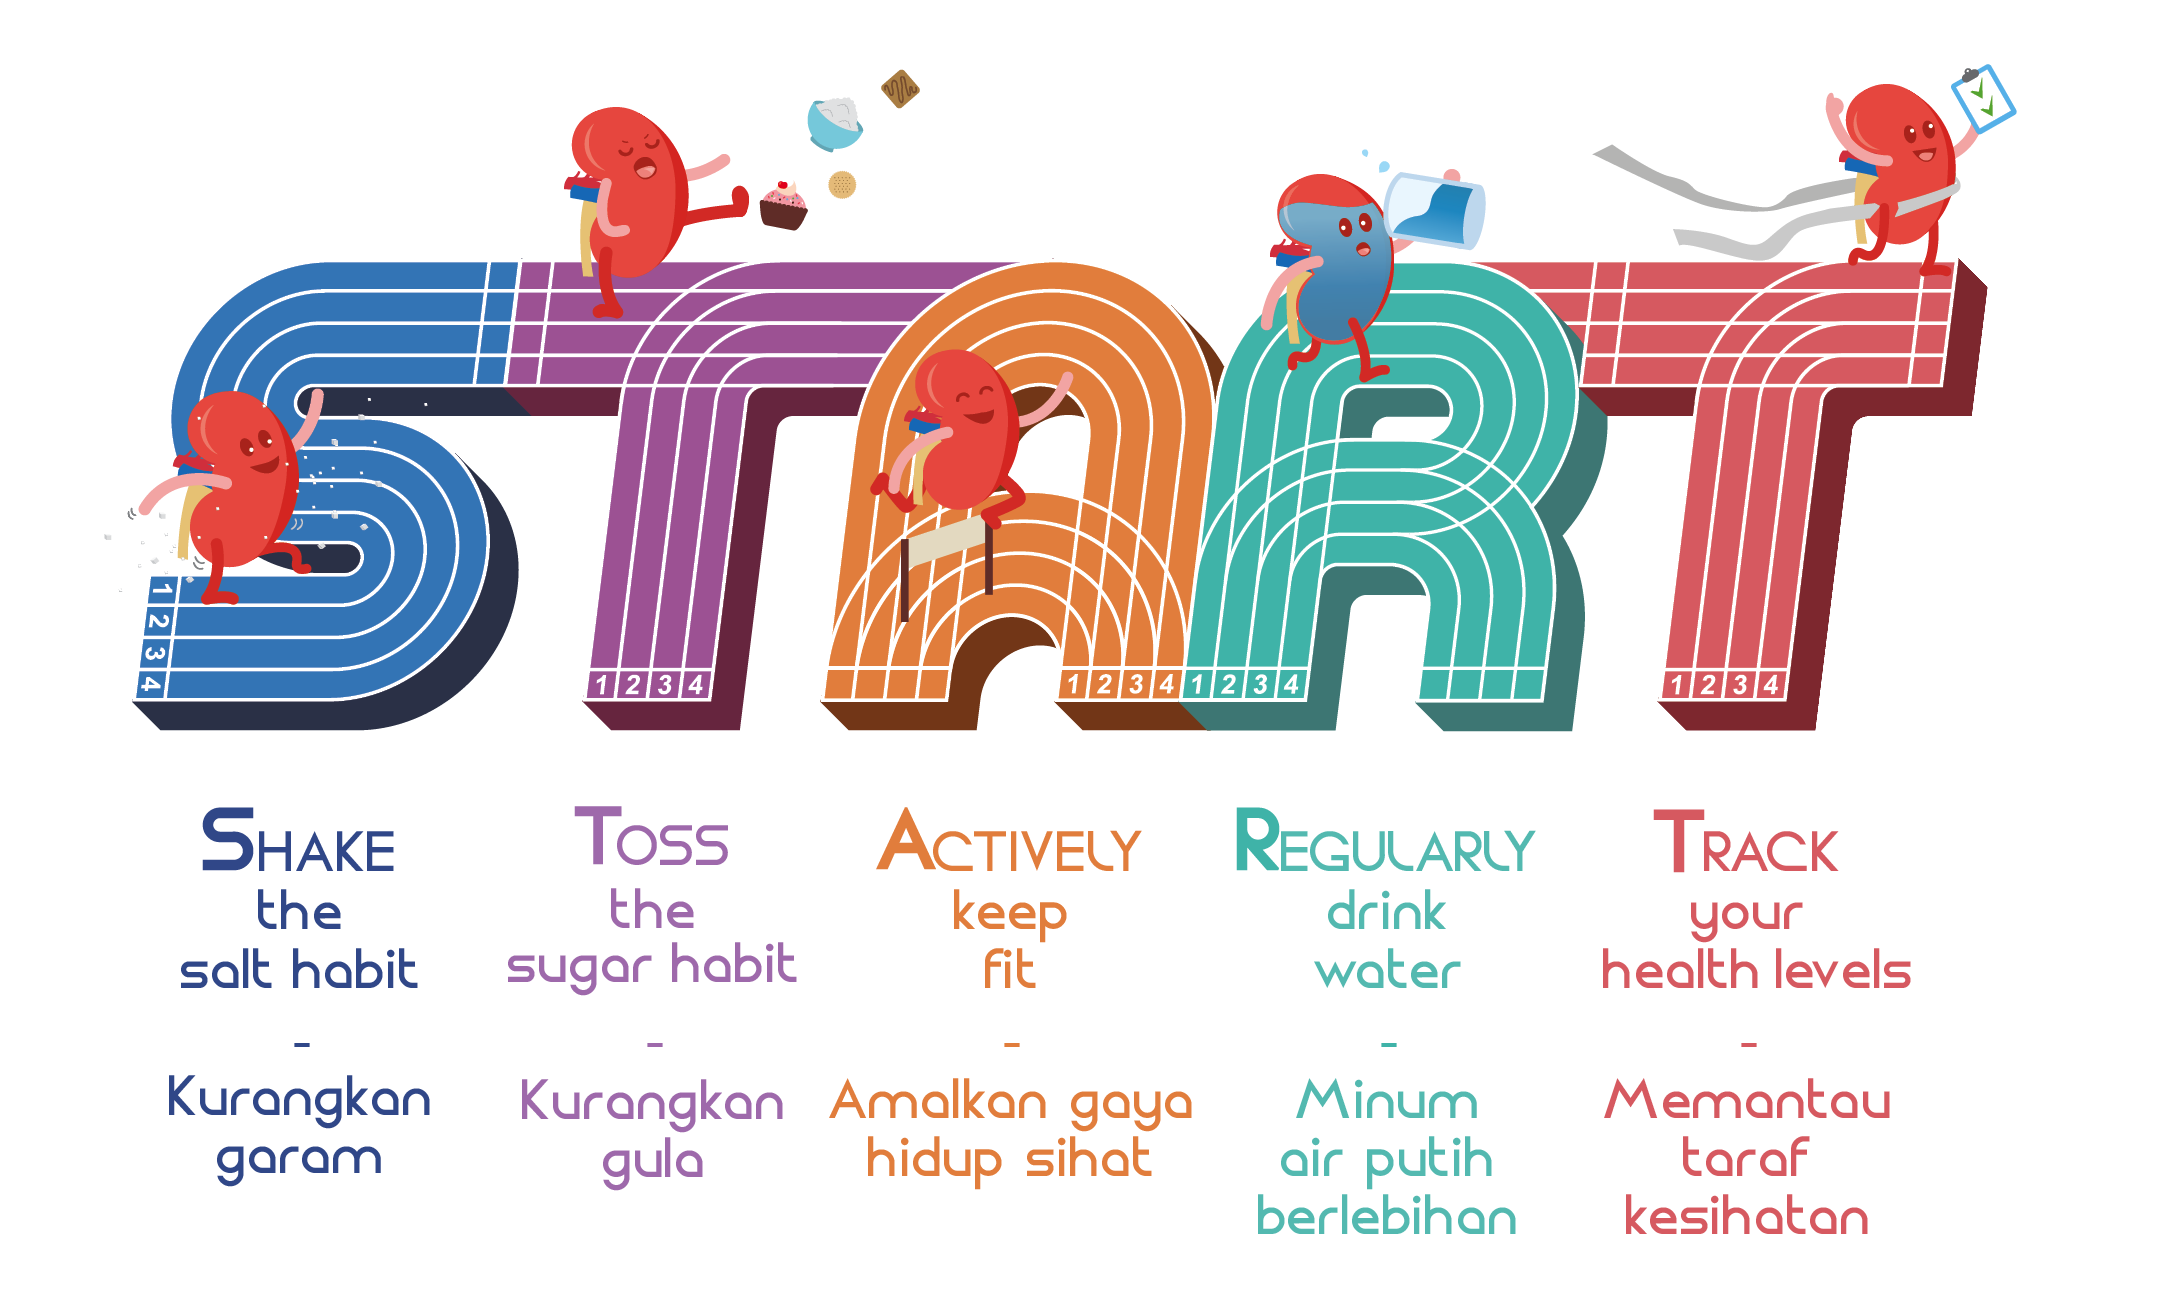 START
1
2
3
4
1 2 3 4
1 2 3 4
1 2 3 4
1 2 3 4
SHAKE
the
salt habit
-
Kurangkan
garam
TOSS
the
sugar habit
-
Kurangkan
gula
ACTIVELY
keep
fit
-
Amalkan gaya
hidup sihat
REGULARLY
drink
water
-
Minum
air putih
berlebihan
TRACK
your
health levels
-
Memantau
taraf
kesihatan